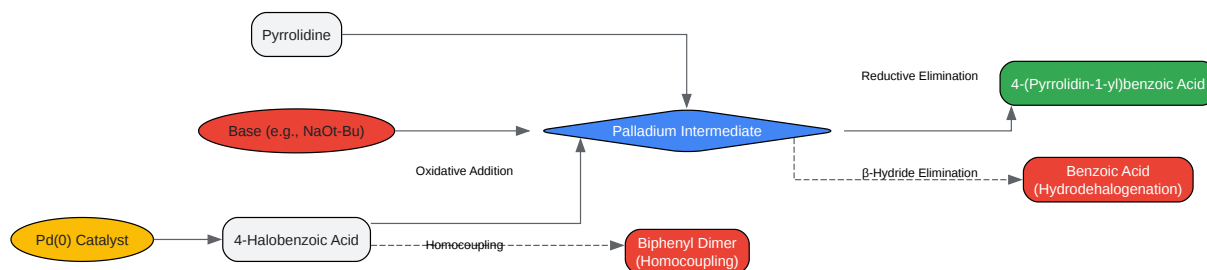 Pyrrolidine
Reductive Elimination
4-(Pyrrolidin-1-yl)benzoic Acid
Base (e.g., NaOt-Bu)
Palladium Intermediate
Oxidative Addition
β-Hydride Elimination
Benzoic Acid
(Hydrodehalogenation)
Pd(0) Catalyst
4-Halobenzoic Acid
Homocoupling
Biphenyl Dimer
(Homocoupling)